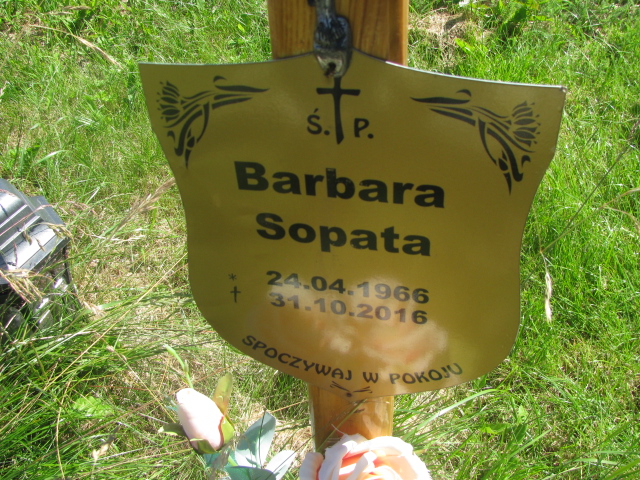 Ś. P.
Barbara
Sopata
* 24.04.1966
† 31.10.2016
SPOCZYWAJ W POKOJU